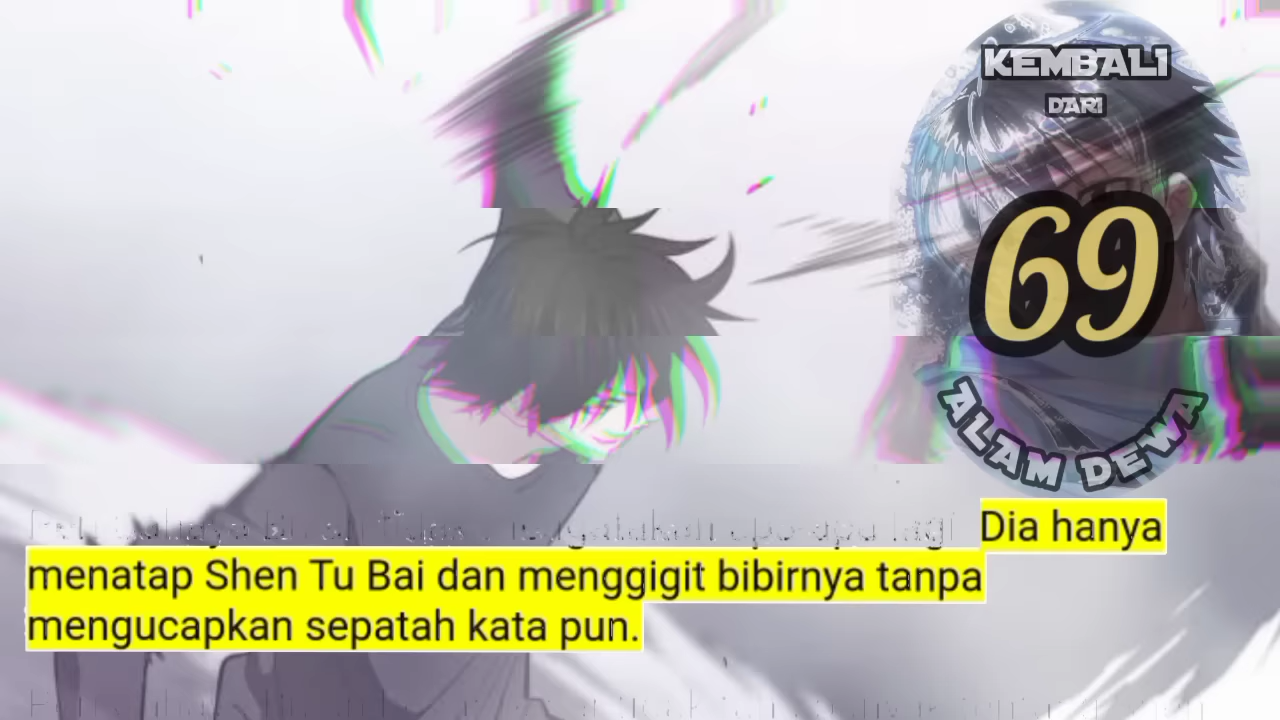 KEMBALI
DARI
69
ALAM DEWA
Dia hanya
menatap Shen Tu Bai dan menggigit bibirnya tanpa
mengucapkan sepatah kata pun.